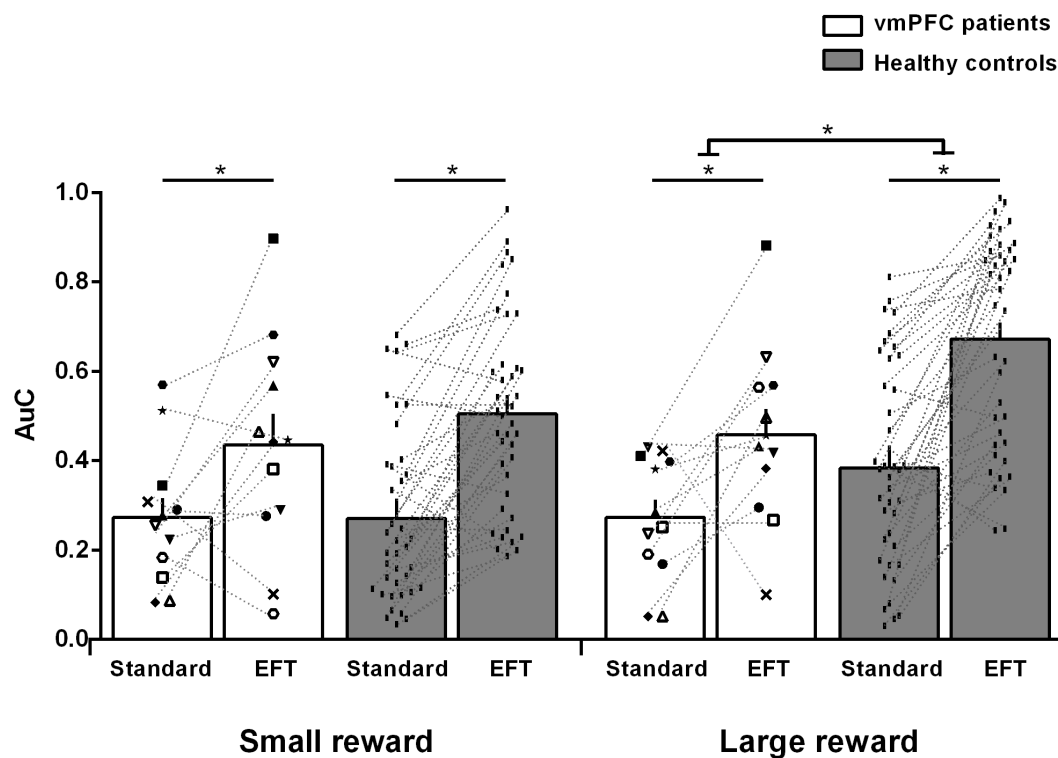 vmPFC patients
Healthy controls
*
* * * *
1.0
0.8
0.6
0.4
0.2
0.0
AuC
Standard EFT Standard EFT Standard EFT Standard EFT
Small reward Large reward